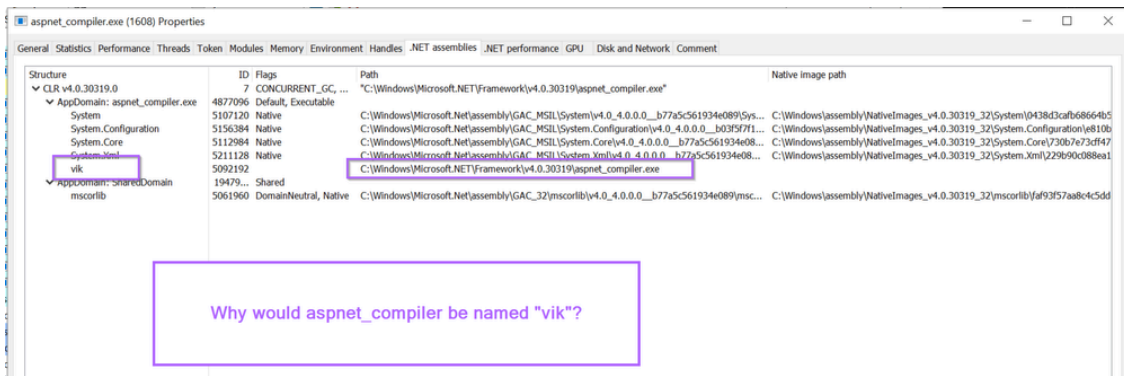 aspnet_compiler.exe (1608) Properties
General Statistics Performance Threads Token Modules Memory Environment Handles .NET assemblies .NET performance GPU Disk and Network Comment
Structure ID Flags Path Native image path
CLR v4.0.30319.0 7 CONCURRENT_GC, ... "C:\Windows\Microsoft.NET\Framework\v4.0.30319\aspnet_compiler.exe"
AppDomain: aspnet_compiler.exe 4877096 Default, Executable
System 5107120 Native C:\Windows\Microsoft.Net\assembly\GAC_MSIL\System\v4.0_4.0.0.0__b77a5c561934e089\Sys... C:\Windows\assembly\NativeImages_v4.0.30319_32\System\0438d3cafb68664b5
System.Configuration 5156384 Native C:\Windows\Microsoft.Net\assembly\GAC_MSIL\System.Configuration\v4.0_4.0.0.0__b03f5f7f1... C:\Windows\assembly\NativeImages_v4.0.30319_32\System.Configuration\e810b
System.Core 5112984 Native C:\Windows\Microsoft.Net\assembly\GAC_MSIL\System.Core\v4.0_4.0.0.0__b77a5c561934e08... C:\Windows\assembly\NativeImages_v4.0.30319_32\System.Core\730b7e73cff47
System.Xml 5211128 Native C:\Windows\Microsoft.Net\assembly\GAC_MSIL\System.Xml\v4.0_4.0.0.0__b77a5c561934e08... C:\Windows\assembly\NativeImages_v4.0.30319_32\System.Xml\229b90c088ea1
vik 5092192 C:\Windows\Microsoft.NET\Framework\v4.0.30319\aspnet_compiler.exe
AppDomain: SharedDomain 19479... Shared
mscorlib 5061960 DomainNeutral, Native C:\Windows\Microsoft.Net\assembly\GAC_32\mscorlib\v4.0_4.0.0.0__b77a5c561934e089\msc... C:\Windows\assembly\NativeImages_v4.0.30319_32\mscorlib\faf93f57aa8c4c5dd
Why would aspnet_compiler be named "vik"?